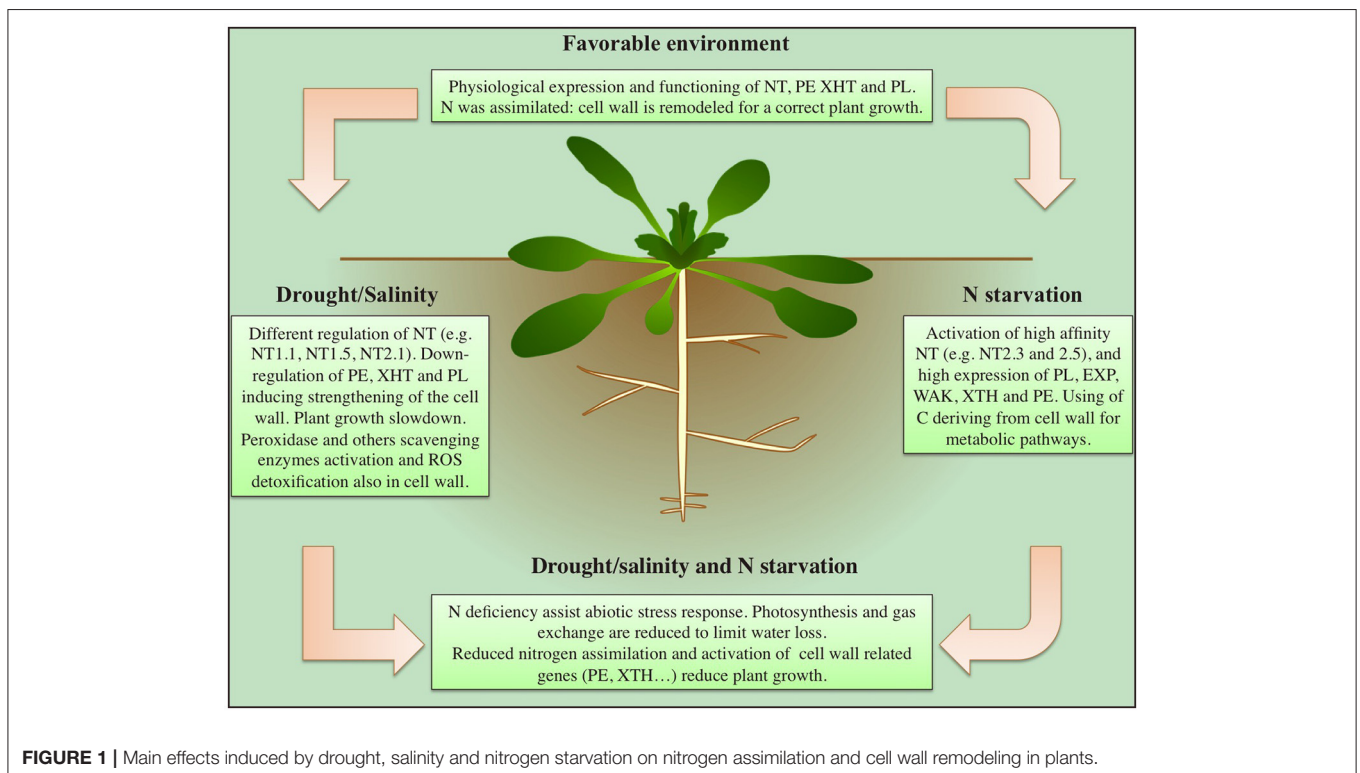 Favorable environment
Physiological expression and functioning of NT, PE XHT and PL.
N was assimilated: cell wall is remodeled for a correct plant growth.
Drought/Salinity
Different regulation of NT (e.g.
NT1.1, NT1.5, NT2.1). Down-
regulation of PE, XHT and PL
inducing strengthening of the cell
wall. Plant growth slowdown.
Peroxidase and others scavenging
enzymes activation and ROS
detoxification also in cell wall.
N starvation
Activation of high affinity
NT (e.g. NT2.3 and 2.5), and
high expression of PL, EXP,
WAK, XTH and PE. Using of
C deriving from cell wall for
metabolic pathways.
Drought/salinity and N starvation
N deficiency assist abiotic stress response. Photosynthesis and gas
exchange are reduced to limit water loss.
Reduced nitrogen assimilation and activation of cell wall related
genes (PE, XTH…) reduce plant growth.
FIGURE 1 | Main effects induced by drought, salinity and nitrogen starvation on nitrogen assimilation and cell wall remodeling in plants.